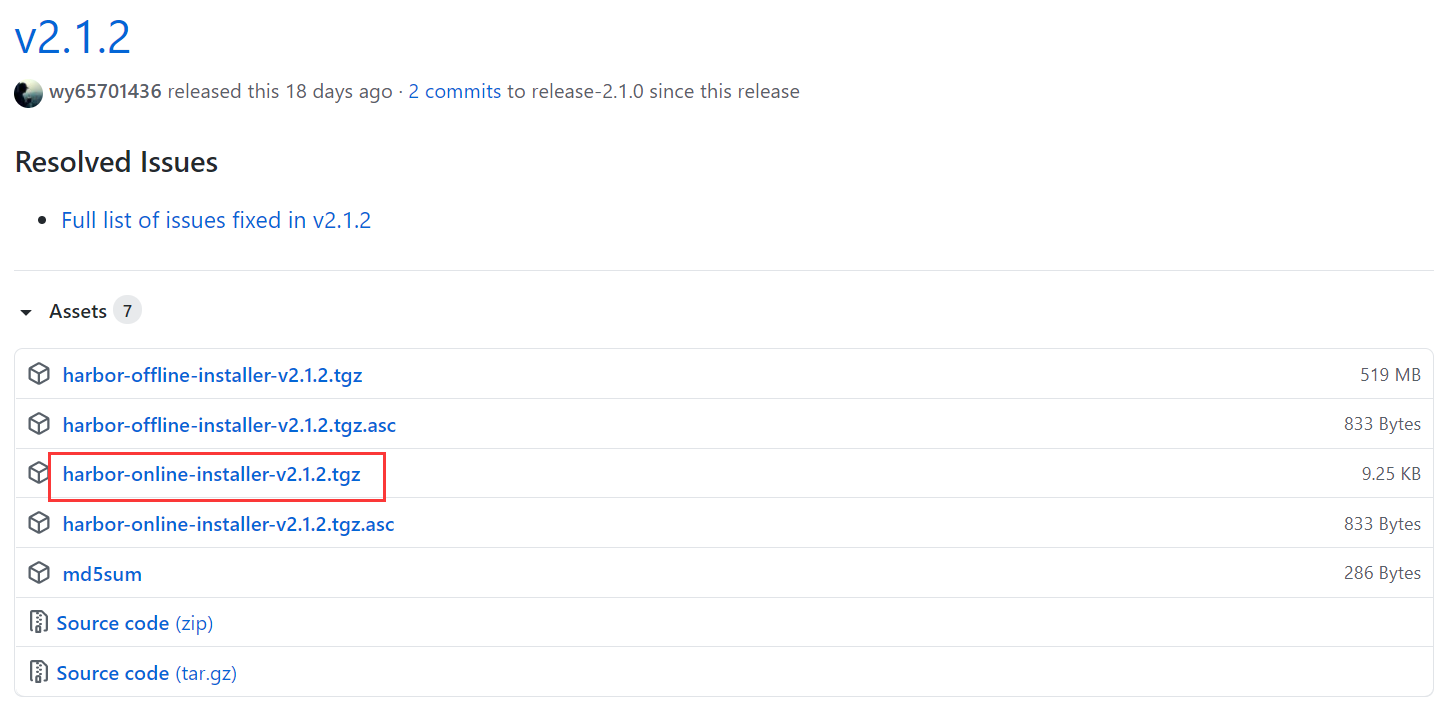 v2.1.2
wy65701436 released this 18 days ago · 2 commits to release-2.1.0 since this release
Resolved Issues
• Full list of issues fixed in v2.1.2
Assets 7
harbor-offline-installer-v2.1.2.tgz 519 MB
harbor-offline-installer-v2.1.2.tgz.asc 833 Bytes
harbor-online-installer-v2.1.2.tgz 9.25 KB
harbor-online-installer-v2.1.2.tgz.asc 833 Bytes
md5sum 286 Bytes
Source code (zip)
Source code (tar.gz)